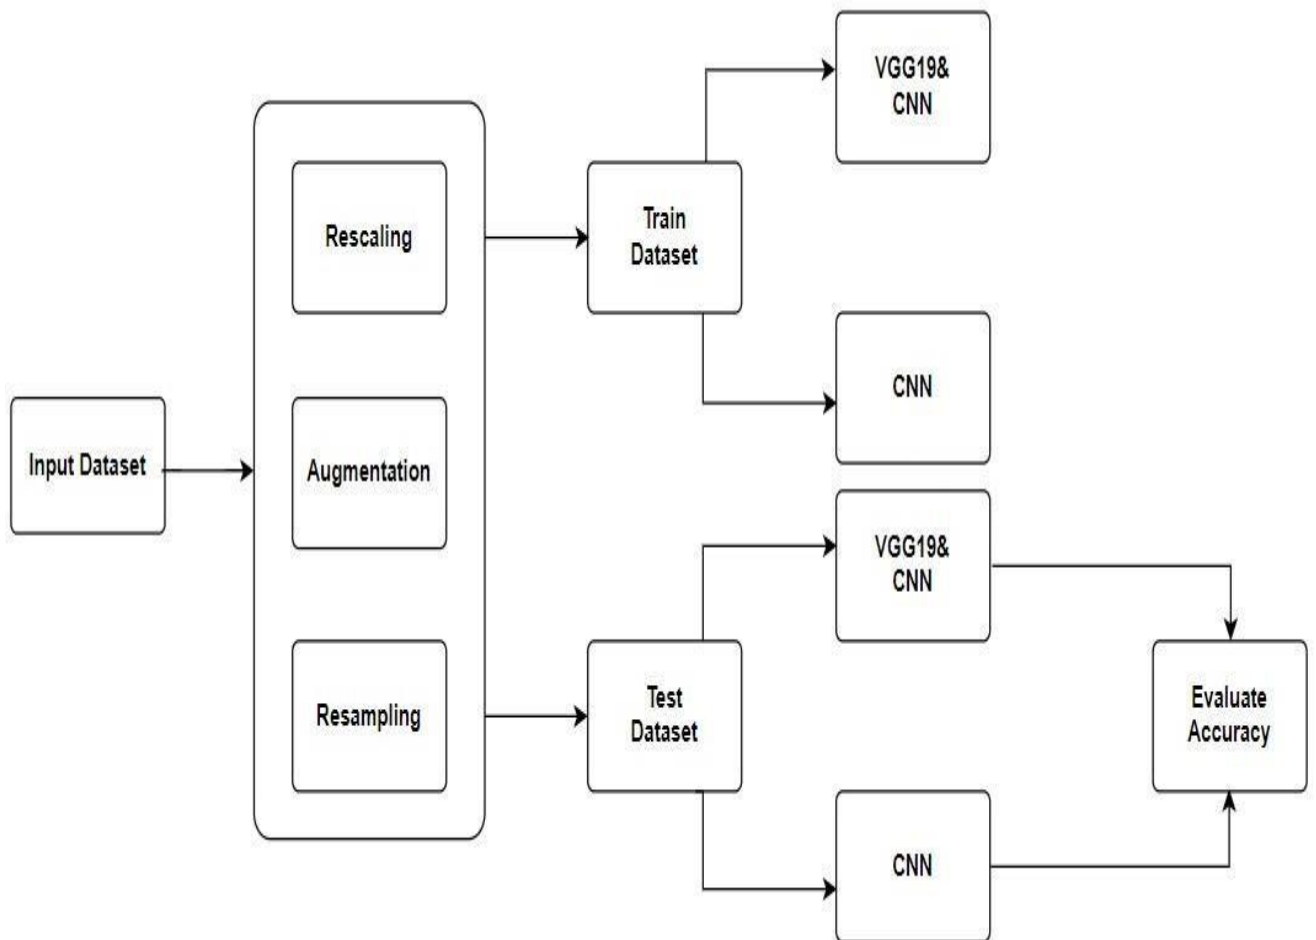 Input Dataset
Rescaling
Augmentation
Resampling
Train
Dataset
Test
Dataset
VGG19&
CNN
CNN
VGG19&
CNN
CNN
Evaluate
Accuracy